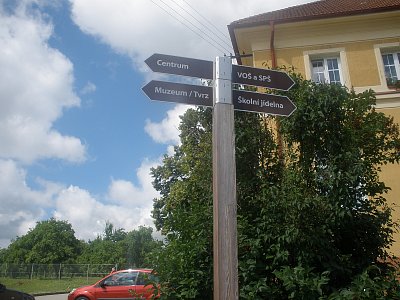 Centrum
VOŠ a SPŠ
Muzeum / Tvrz
Školní jídelna